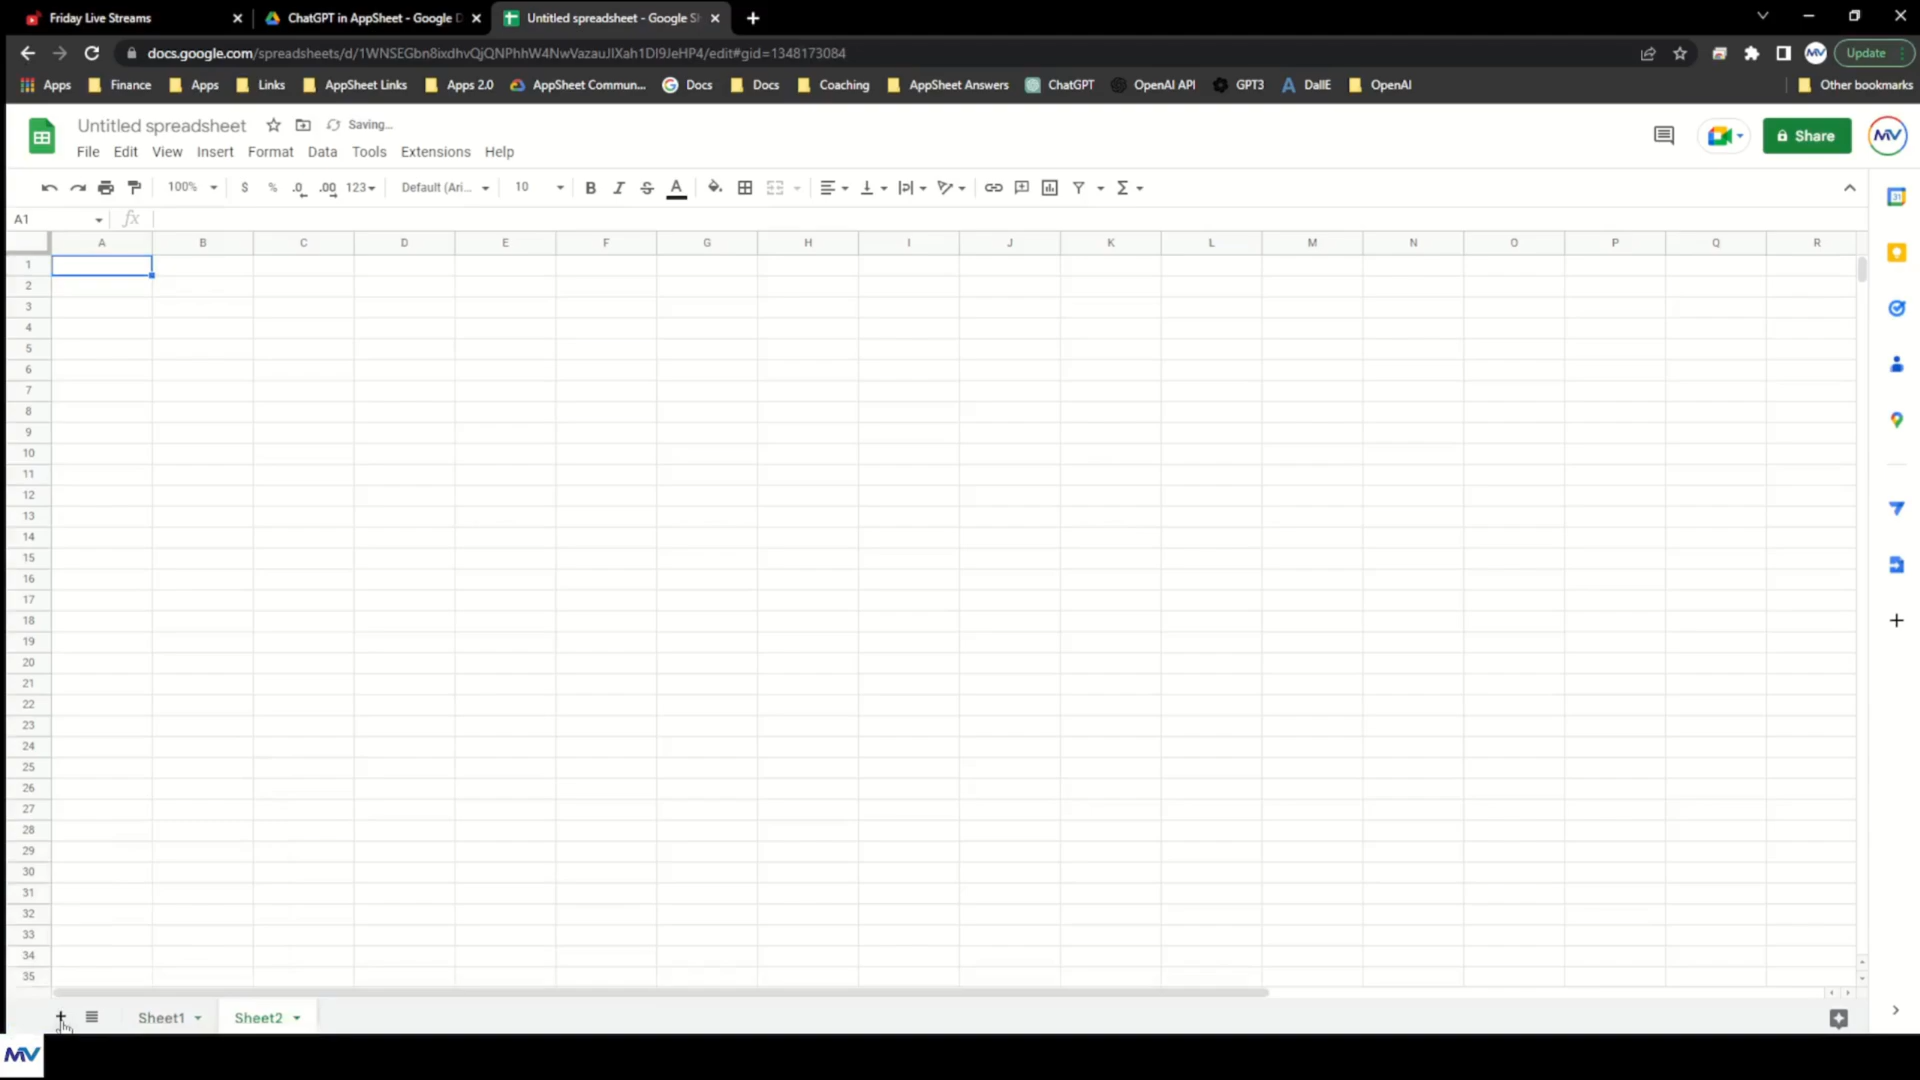 Friday Live Streams
ChatGPT in AppSheet - Google D
Untitled spreadsheet - Google Sh
docs.google.com/spreadsheets/d/1WNSEGbn8ixdhvQjQNPhhW4NwVazauJIXah1DI9JeHP4/edit#gid=1348173084
Update
Apps
Finance
Apps
Links
AppSheet Links
Apps 2.0
AppSheet Commun...
Docs
Docs
Coaching
AppSheet Answers
ChatGPT
OpenAI API
GPT3
DallE
OpenAI
Other bookmarks
Untitled spreadsheet
Saving...
File Edit View Insert Format Data Tools Extensions Help
Share
MV
100% $ % .0 .00 123 Default (Ari... 10 B I S A Σ
31
A1 fx
A B C D E F G H I J K L M N O P Q R
1
2
3
4
5
6
7
8
9
10
11
12
13
14
15
16
17
18
19
20
21
22
23
24
25
26
27
28
29
30
31
32
33
34
35
Sheet1 Sheet2
MV